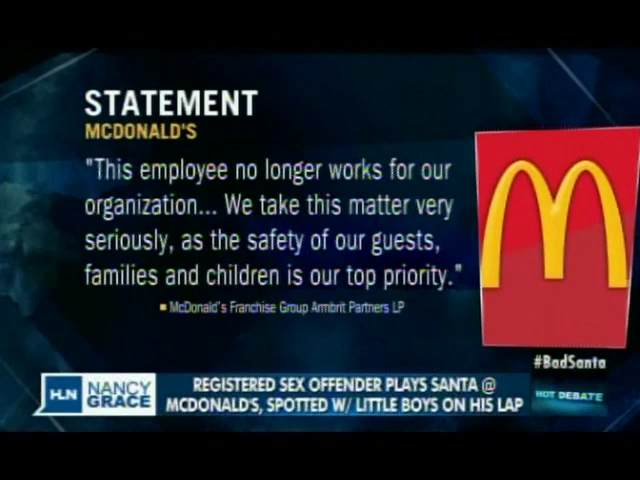 STATEMENT
MCDONALD'S
"This employee no longer works for our
organization... We take this matter very
seriously, as the safety of our guests,
families and children is our top priority."
McDonald's Franchise Group Armbrit Partners LP
#BadSanta
HLN
NANCY
GRACE
REGISTERED SEX OFFENDER PLAYS SANTA @
MCDONALD'S, SPOTTED W/ LITTLE BOYS ON HIS LAP
HOT DEBATE